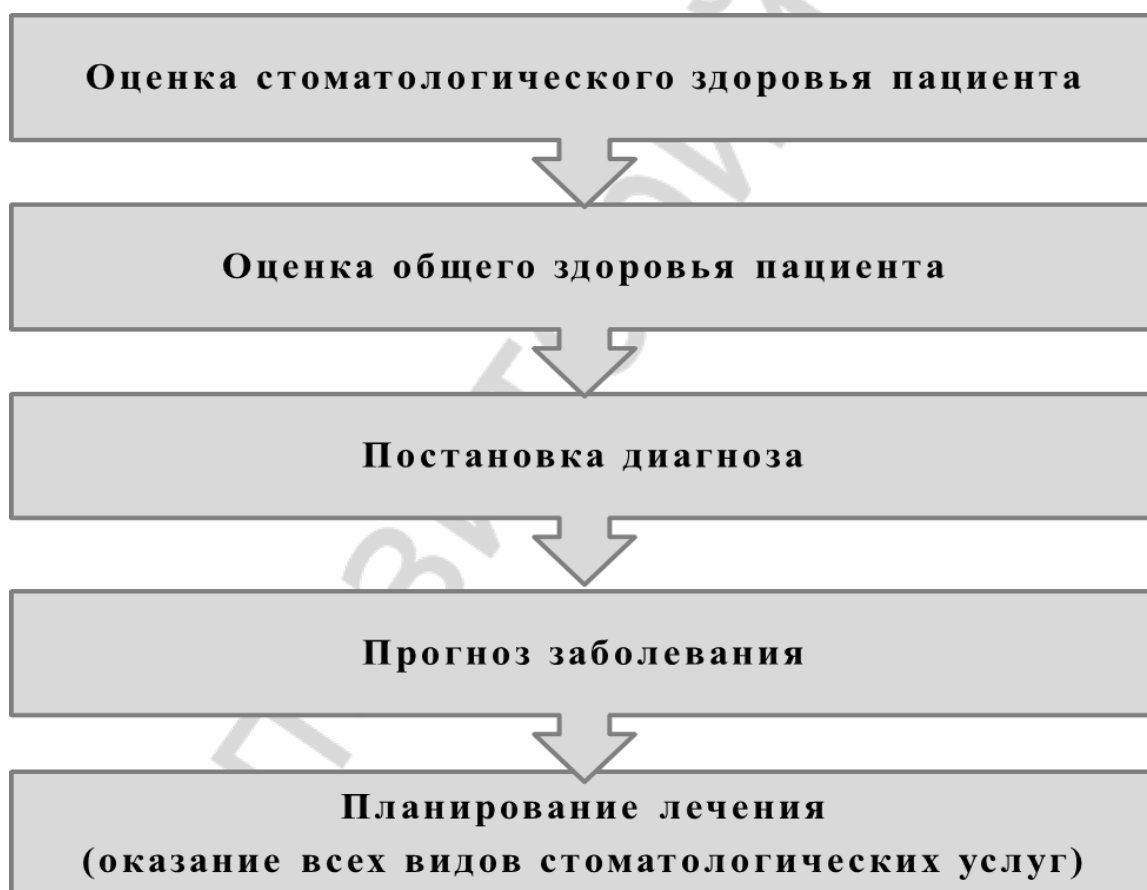 Оценка стоматологического здоровья пациента
Оценка общего здоровья пациента
Постановка диагноза
Прогноз заболевания
Планирование лечения
(оказание всех видов стоматологических услуг)